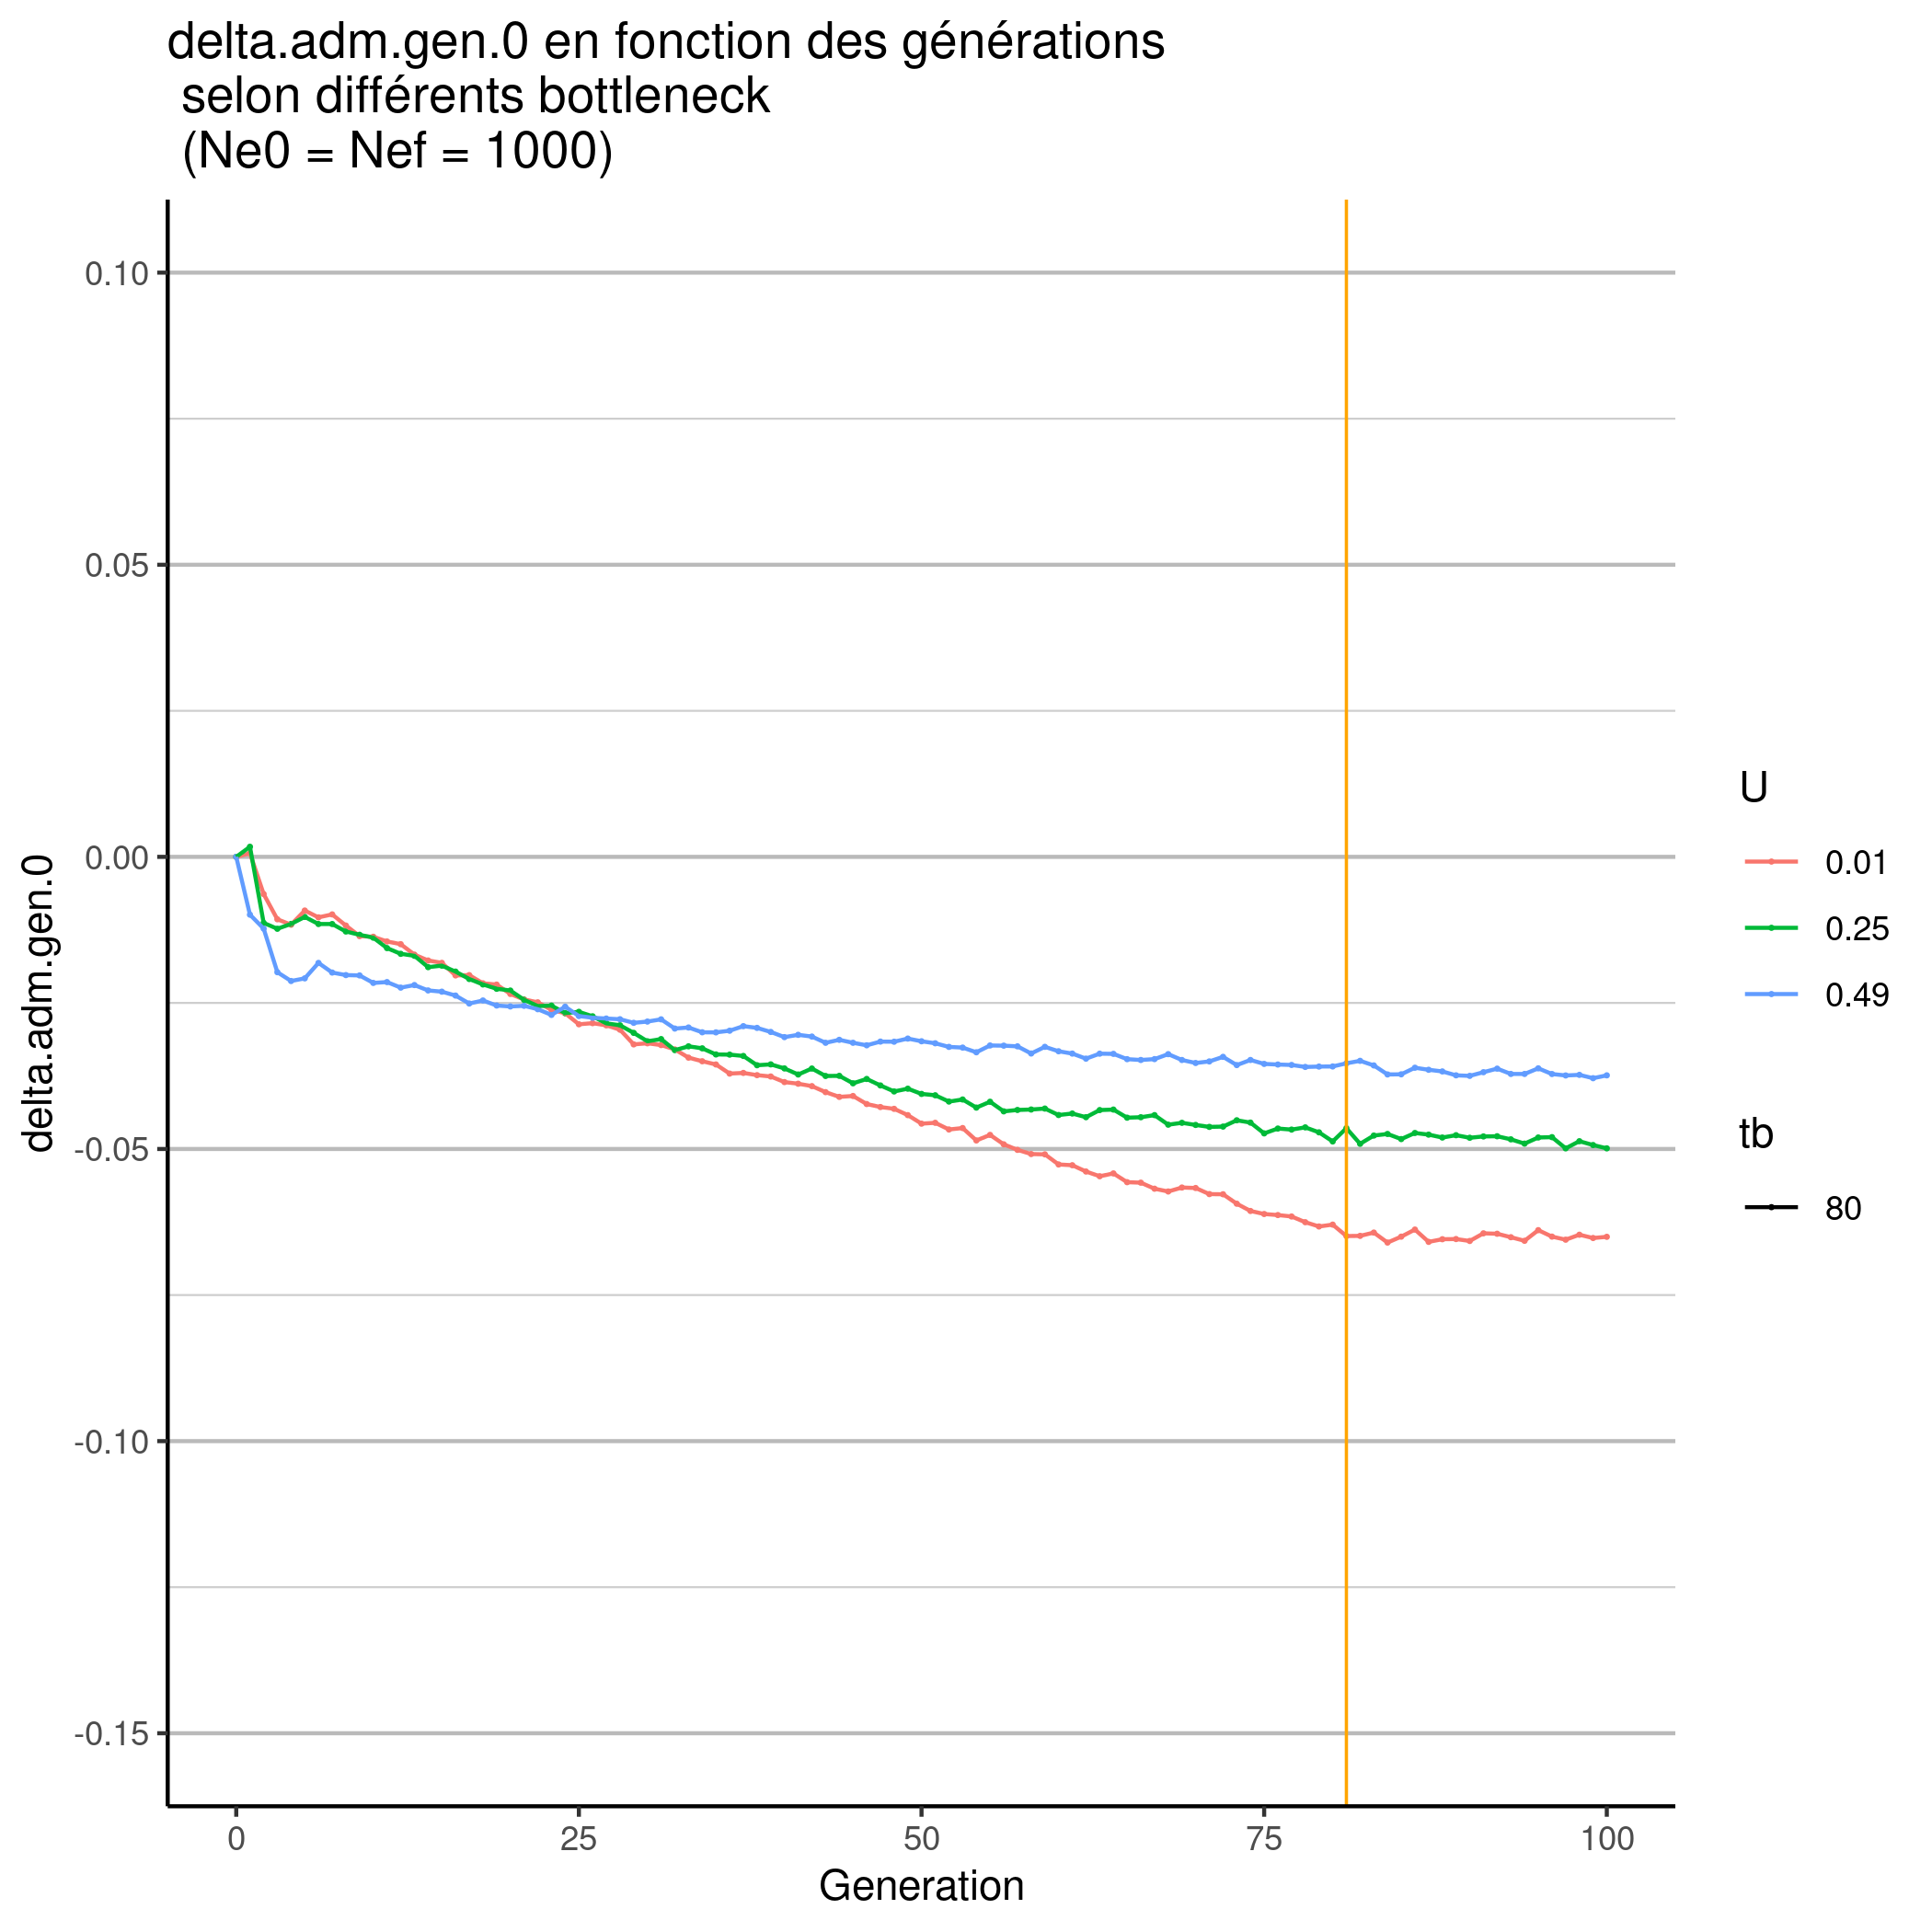 delta.adm.gen.0 en fonction des générations
selon différents bottleneck
(Ne0 = Nef = 1000)
0.10
0.05
0.00
-0.05
-0.10
-0.15
delta.adm.gen.0
0
25
50
75
100
Generation
U
0.01
0.25
0.49
tb
80